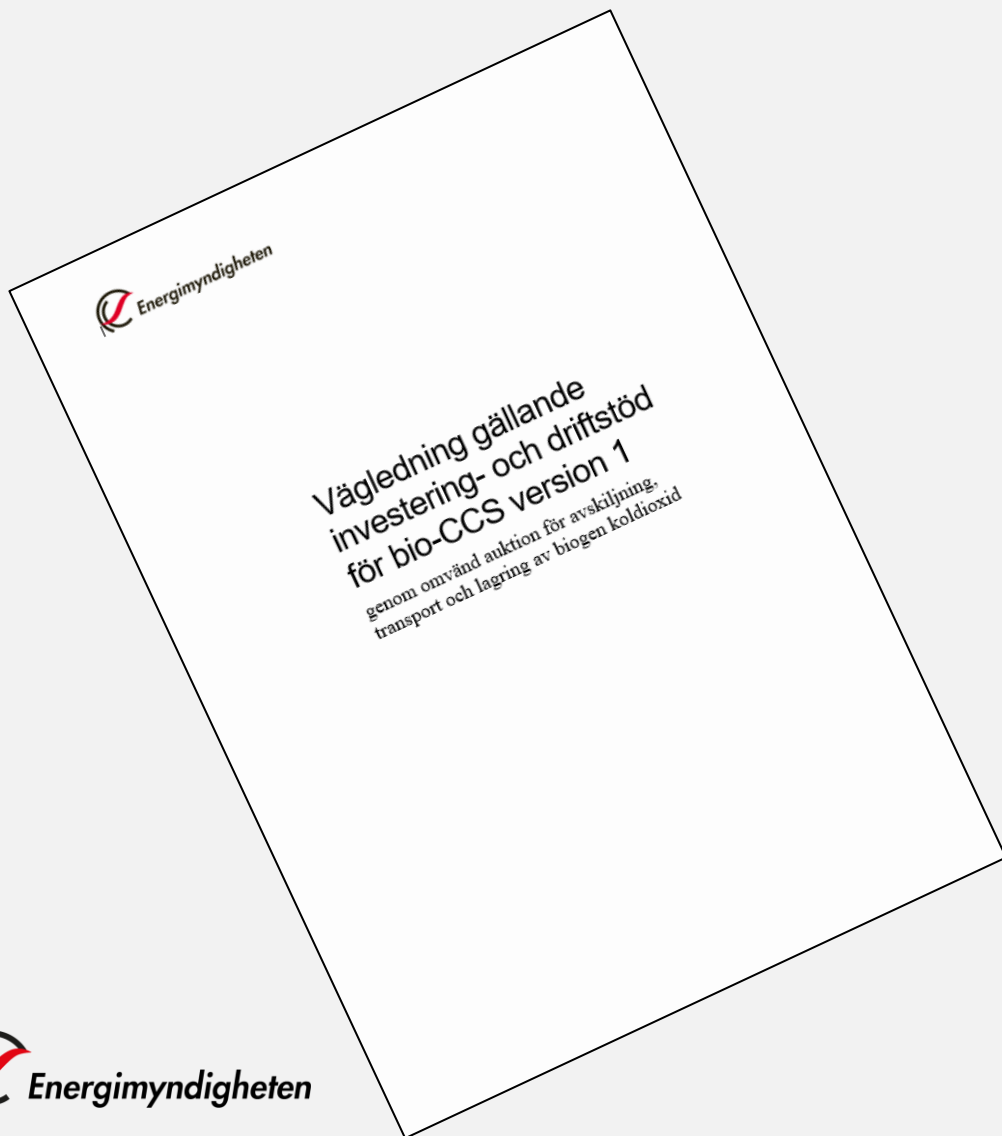 Energimyndigheten
Vägledning gällande
investering- och driftstöd
för bio-CCS version 1
genom omvänd auktion för avskiljning,
transport och lagring av biogen koldioxid
Energimyndigheten